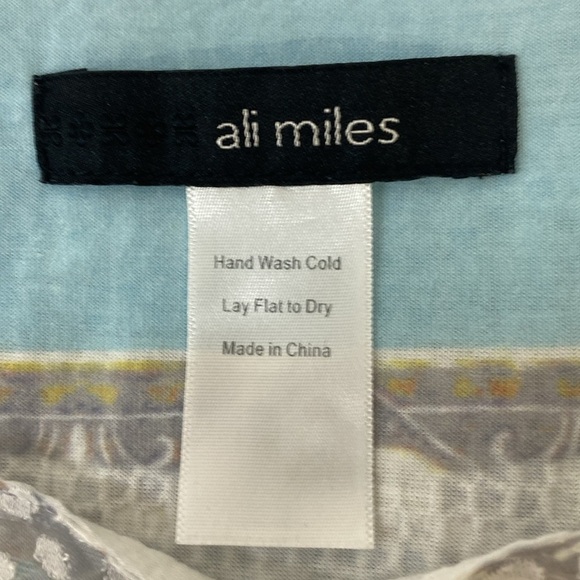 ali miles
Hand Wash Cold
Lay Flat to Dry
Made in China